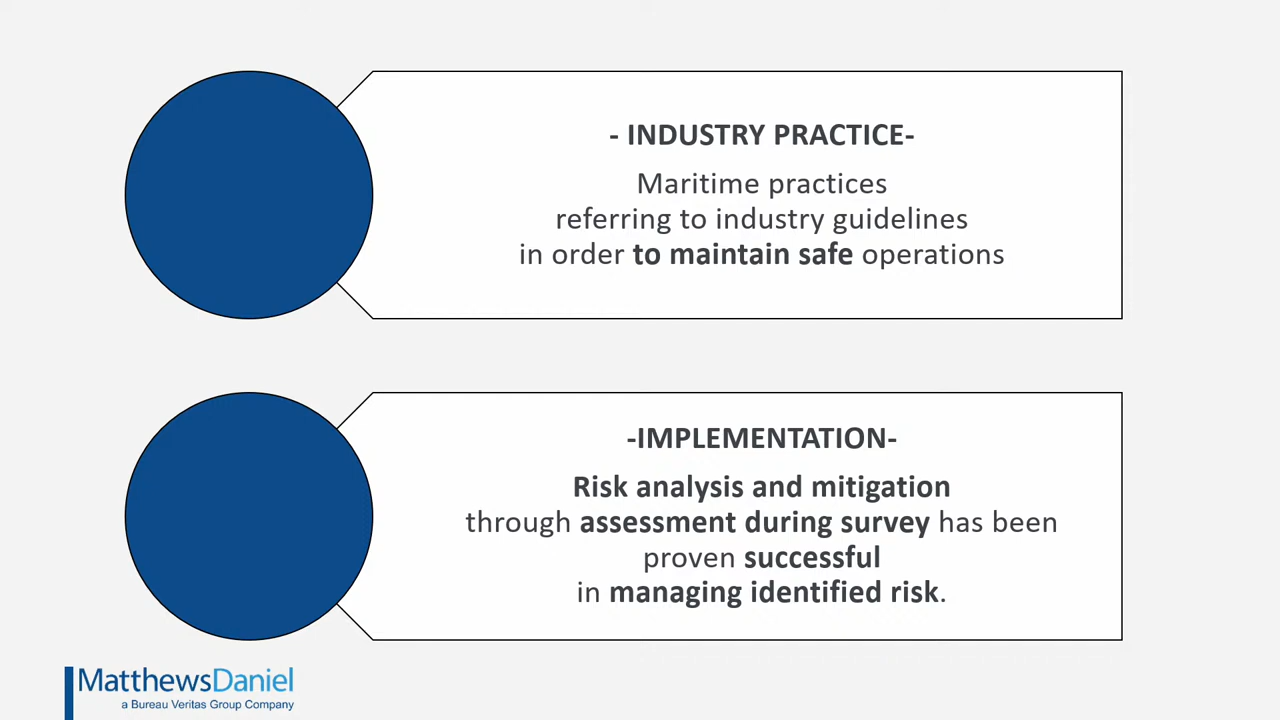 - INDUSTRY PRACTICE-
Maritime practices
referring to industry guidelines
in order to maintain safe operations
-IMPLEMENTATION-
Risk analysis and mitigation
through assessment during survey has been
proven successful
in managing identified risk.
MatthewsDaniel
a Bureau Veritas Group Company